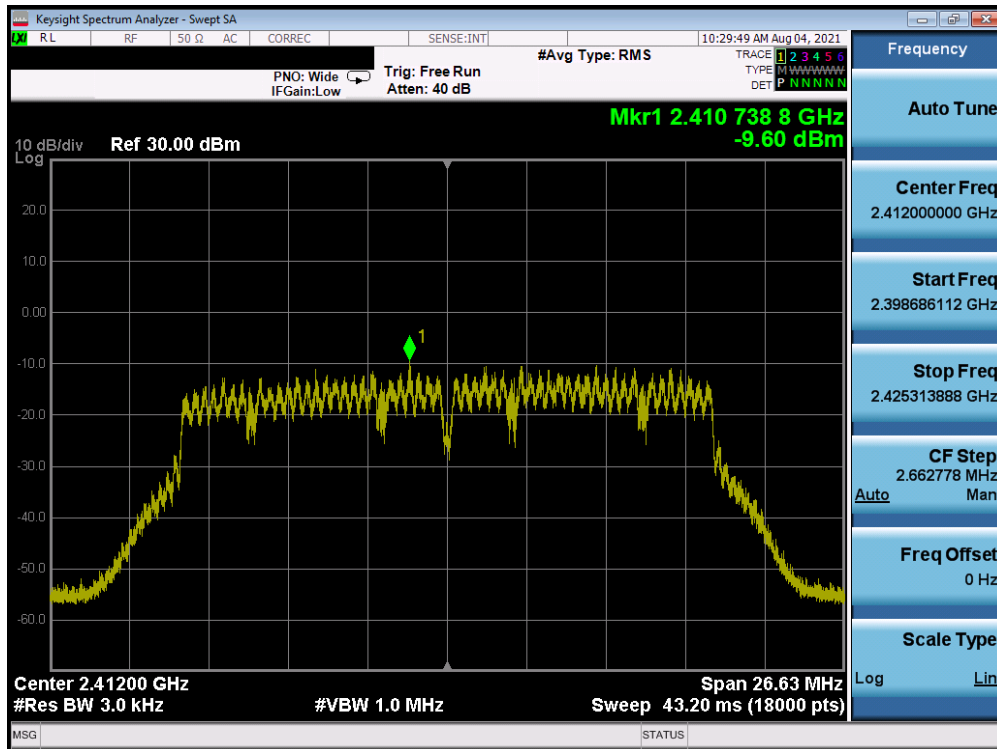 Keysight Spectrum Analyzer - Swept SA
LXI RL RF 50 Ω AC CORREC SENSE:INT 10:29:49 AM Aug 04, 2021
#Avg Type: RMS TRACE 1 2 3 4 5 6
PNO: Wide Trig: Free Run TYPE M WWWWW
IFGain:Low Atten: 40 dB DET P N N N N N
Mkr1 2.410 738 8 GHz
-9.60 dBm
10 dB/div Ref 30.00 dBm
Log
20.0
10.0
0.00
1
-10.0
-20.0
-30.0
-40.0
-50.0
-60.0
Center 2.41200 GHz Span 26.63 MHz
#Res BW 3.0 kHz #VBW 1.0 MHz Sweep 43.20 ms (18000 pts)
MSG STATUS
Frequency
Auto Tune
Center Freq
2.412000000 GHz
Start Freq
2.398686112 GHz
Stop Freq
2.425313888 GHz
CF Step
2.662778 MHz
Auto Man
Freq Offset
0 Hz
Scale Type
Log Lin